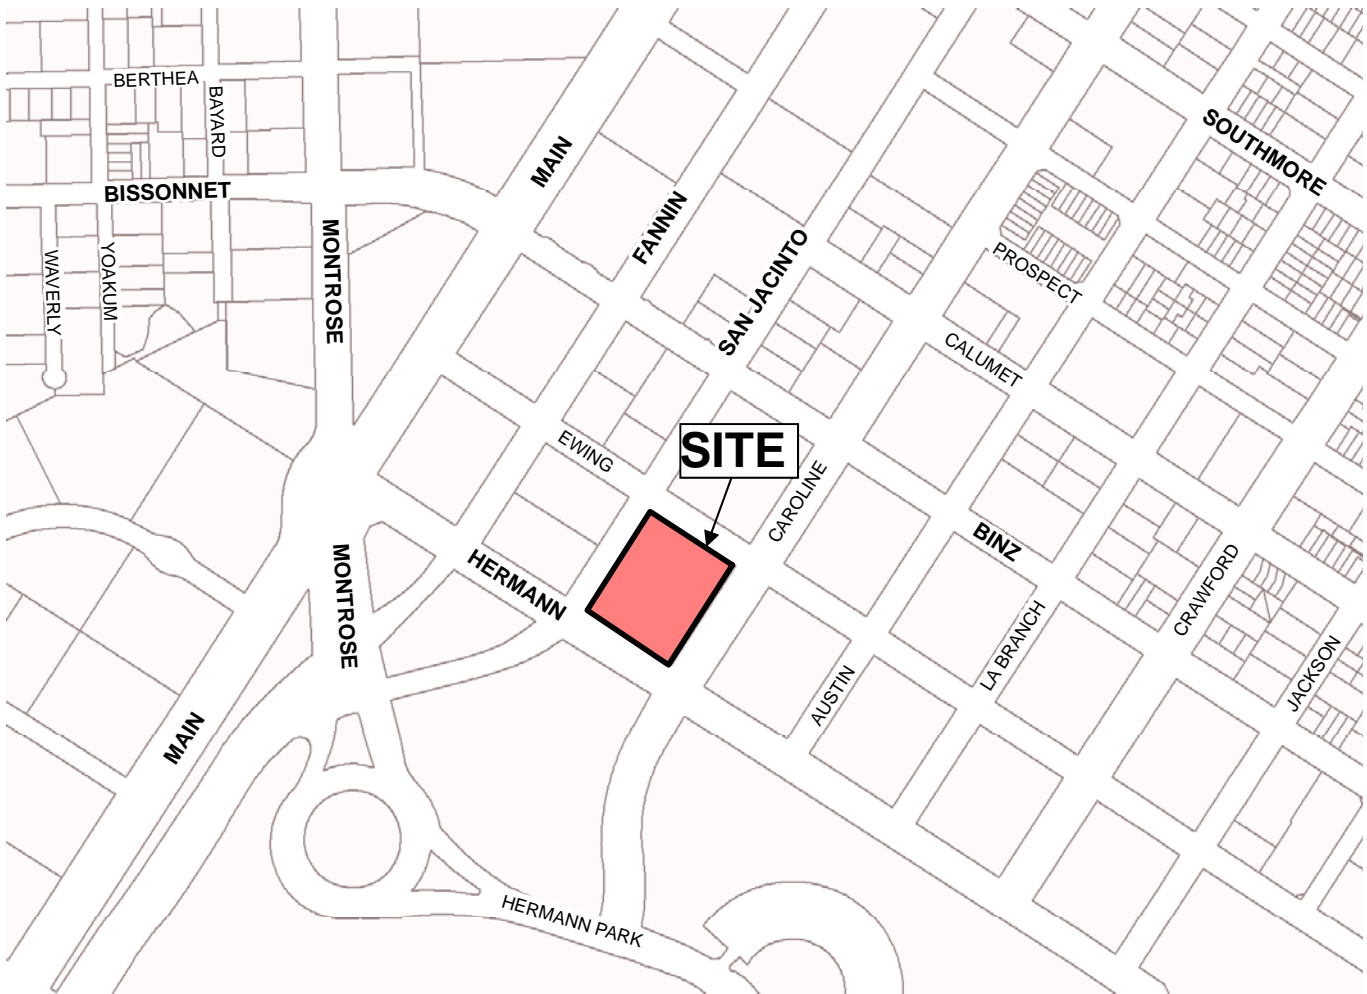 BERTHEA
BAYARD
BISSONNET
MAIN
SOUTHMORE
FANNIN
MONTROSE
WAVERLY
YOAKUM
SAN JACINTO
PROSPECT
CALUMET
EWING
SITE
CAROLINE
BINZ
HERMANN
MONTROSE
CRAWFORD
LA BRANCH
JACKSON
AUSTIN
MAIN
HERMANN PARK